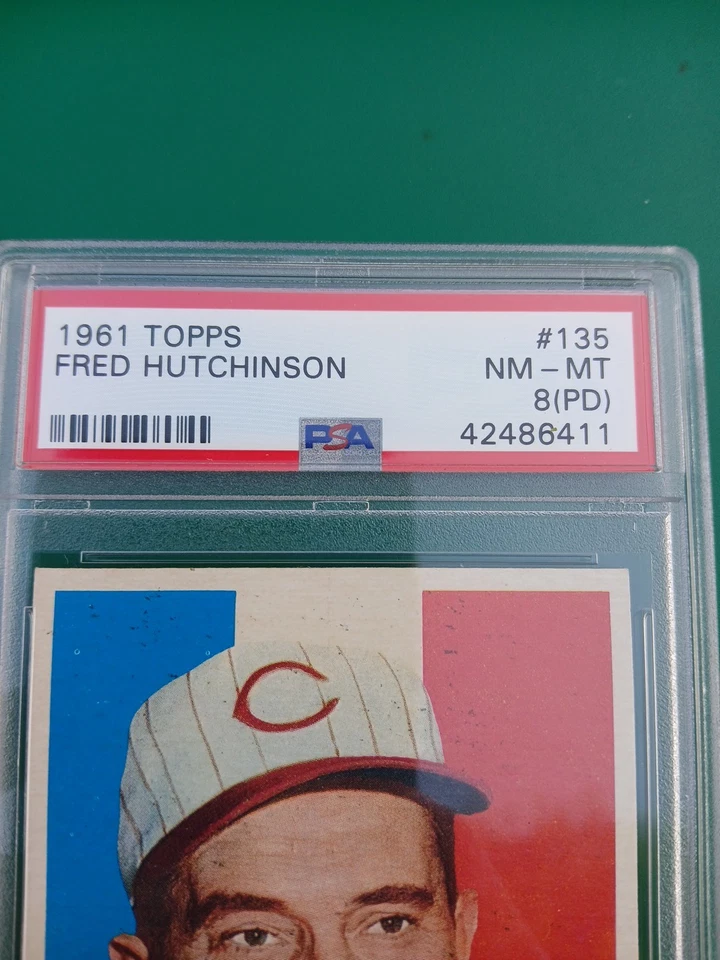 1961 TOPPS #135
FRED HUTCHINSON NM-MT
8(PD)
PSA 42486411
C